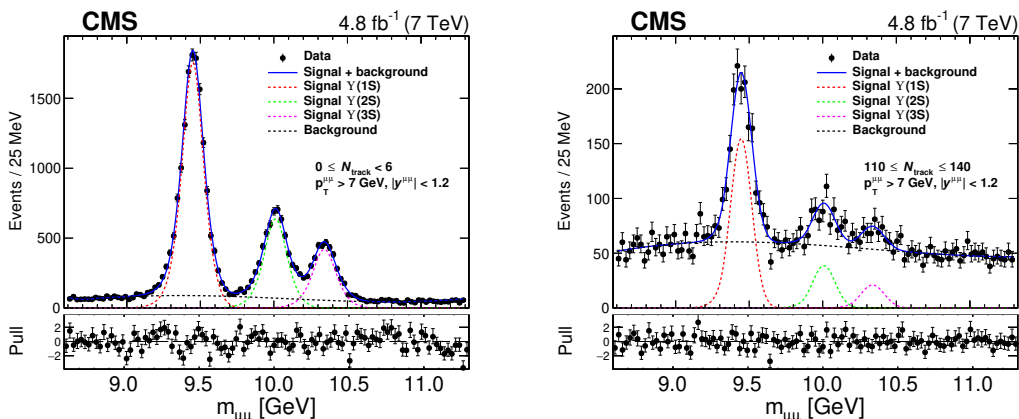 CMS 4.8 fb⁻¹ (7 TeV)
Events / 25 MeV
1500
1000
500
0
Data
Signal + background
Signal ϒ(1S)
Signal ϒ(2S)
Signal ϒ(3S)
Background
0 ≤ N_track < 6
p_T^μμ > 7 GeV, |y^μμ| < 1.2
Pull
2
0
−2
9.0 9.5 10.0 10.5 11.0
m_μμ [GeV]
CMS 4.8 fb⁻¹ (7 TeV)
Events / 25 MeV
200
150
100
50
0
Data
Signal + background
Signal ϒ(1S)
Signal ϒ(2S)
Signal ϒ(3S)
Background
110 ≤ N_track ≤ 140
p_T^μμ > 7 GeV, |y^μμ| < 1.2
Pull
2
0
−2
9.0 9.5 10.0 10.5 11.0
m_μμ [GeV]